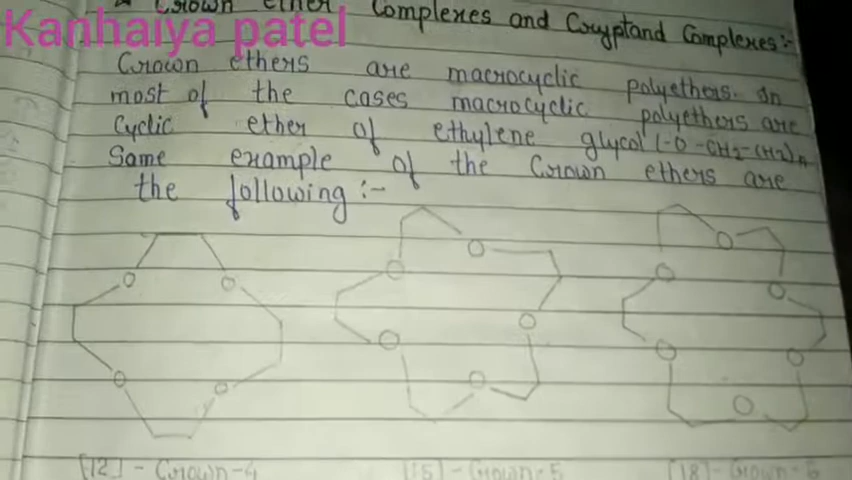 Crown ether Complexes and Cryptand Complexes:-
Kanhaiya patel
Crown ethers are macrocyclic polyethers. In
most of the cases macrocyclic polyethers are
Cyclic ether of ethylene glycol (-O-CH2-CH2)n
Same example of the Crown ethers are
the following :-
O O O O
O O O O O
O O O O O O
[12]-Crown-4 [15]-Crown-5 [18]-Crown-6